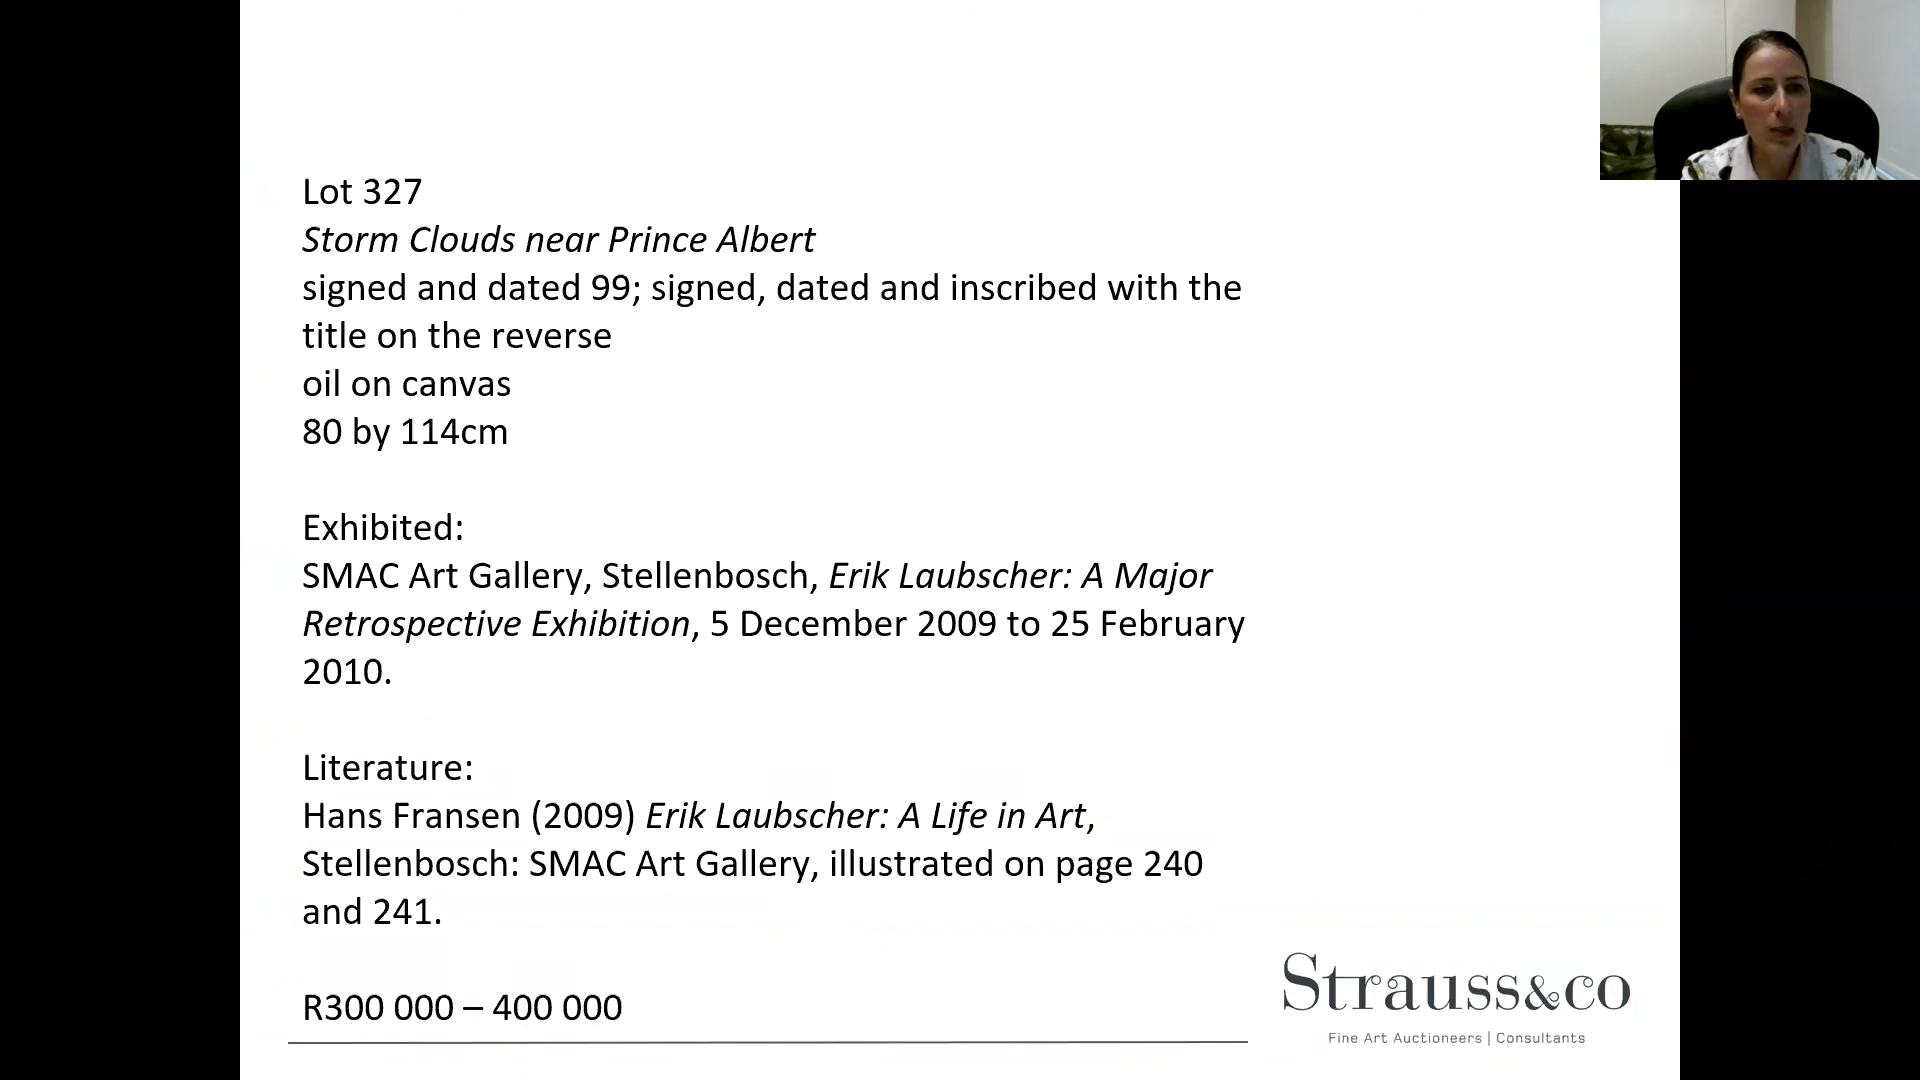 Lot 327
Storm Clouds near Prince Albert
signed and dated 99; signed, dated and inscribed with the
title on the reverse
oil on canvas
80 by 114cm
Exhibited:
SMAC Art Gallery, Stellenbosch, Erik Laubscher: A Major
Retrospective Exhibition, 5 December 2009 to 25 February
2010.
Literature:
Hans Fransen (2009) Erik Laubscher: A Life in Art,
Stellenbosch: SMAC Art Gallery, illustrated on page 240
and 241.
R300 000 – 400 000
Strauss&co
Fine Art Auctioneers | Consultants